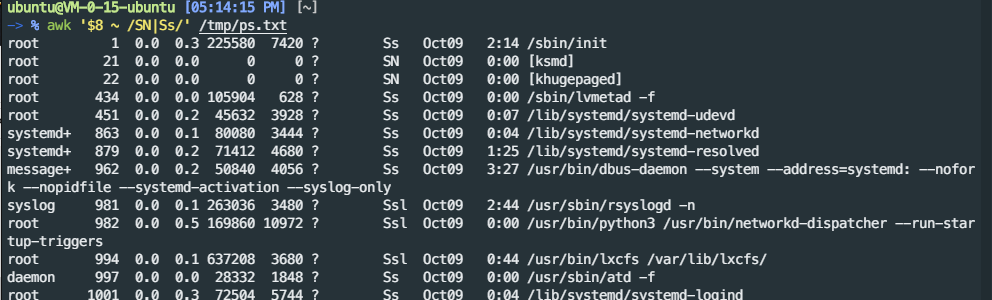 ubuntu@VM-0-15-ubuntu [05:14:15 PM] [~]
-> % awk '$8 ~ /SN|Ss/' /tmp/ps.txt
root 1 0.0 0.3 225580 7420 ? Ss Oct09 2:14 /sbin/init
root 21 0.0 0.0 0 0 ? SN Oct09 0:00 [ksmd]
root 22 0.0 0.0 0 0 ? SN Oct09 0:00 [khugepaged]
root 434 0.0 0.0 105904 628 ? Ss Oct09 0:00 /sbin/lvmetad -f
root 451 0.0 0.2 45632 3928 ? Ss Oct09 0:07 /lib/systemd/systemd-udevd
systemd+ 863 0.0 0.1 80080 3444 ? Ss Oct09 0:04 /lib/systemd/systemd-networkd
systemd+ 879 0.0 0.2 71412 4680 ? Ss Oct09 1:25 /lib/systemd/systemd-resolved
message+ 962 0.0 0.2 50840 4056 ? Ss Oct09 3:27 /usr/bin/dbus-daemon --system --address=systemd: --nofor
k --nopidfile --systemd-activation --syslog-only
syslog 981 0.0 0.1 263036 3480 ? Ssl Oct09 2:44 /usr/sbin/rsyslogd -n
root 982 0.0 0.5 169860 10972 ? Ssl Oct09 0:00 /usr/bin/python3 /usr/bin/networkd-dispatcher --run-star
tup-triggers
root 994 0.0 0.1 637208 3680 ? Ssl Oct09 0:44 /usr/bin/lxcfs /var/lib/lxcfs/
daemon 997 0.0 0.0 28332 1848 ? Ss Oct09 0:00 /usr/sbin/atd -f
root 1001 0.0 0.3 72504 5744 ? Ss Oct09 0:04 /lib/systemd/systemd-logind